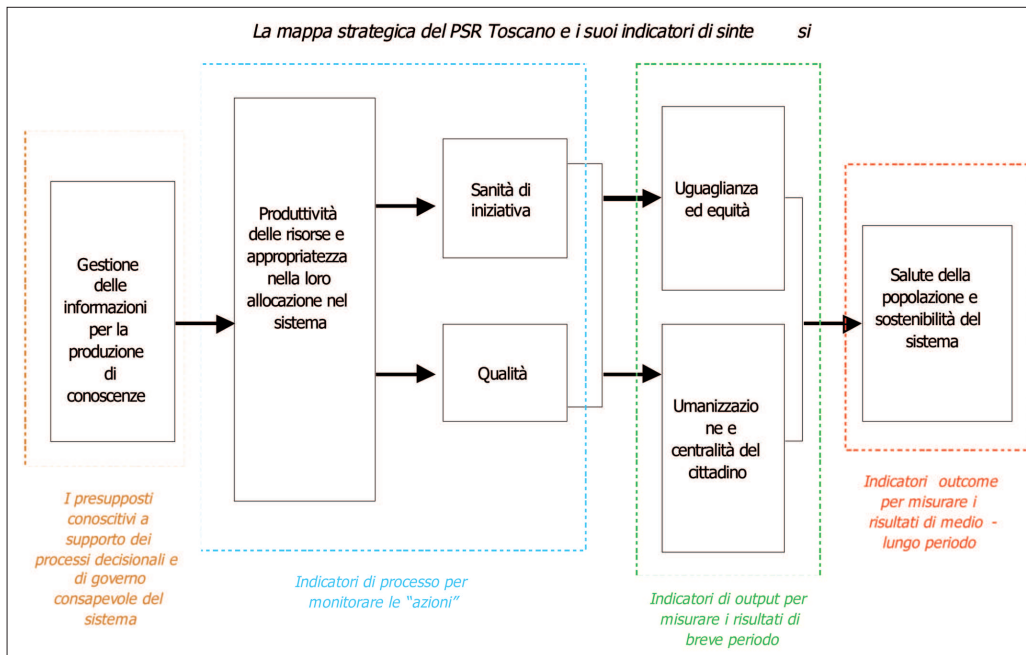 La mappa strategica del PSR Toscano e i suoi indicatori di sinte si
Gestione
delle
informazioni
per la
produzione
di
conoscenze
I presupposti
conoscitivi a
supporto dei
processi decisionali e
di governo
consapevole del
sistema
Produttività
delle risorse e
appropriatezza
nella loro
allocazione nel
sistema
Sanità di
iniziativa
Qualità
Indicatori di processo per
monitorare le “azioni”
Uguaglianza
ed equità
Umanizzazio
ne e
centralità del
cittadino
Indicatori di output per
misurare i risultati di
breve periodo
Salute della
popolazione e
sostenibilità del
sistema
Indicatori outcome
per misurare i
risultati di medio -
lungo periodo